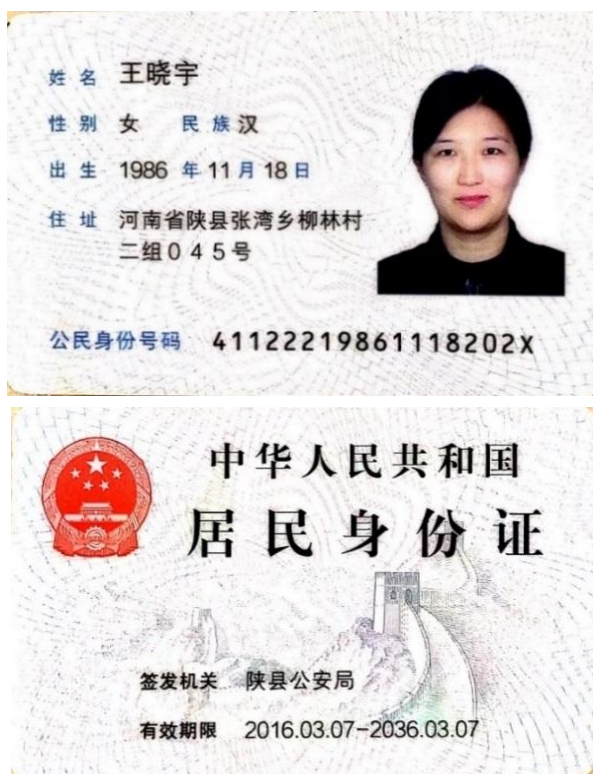 姓名 王晓宇
性别 女 民族 汉
出生 1986 年 11 月 18 日
住址 河南省陕县张湾乡柳林村
二组045号
公民身份号码 41122219861118202X
中华人民共和国
居民身份证
签发机关 陕县公安局
有效期限 2016.03.07-2036.03.07